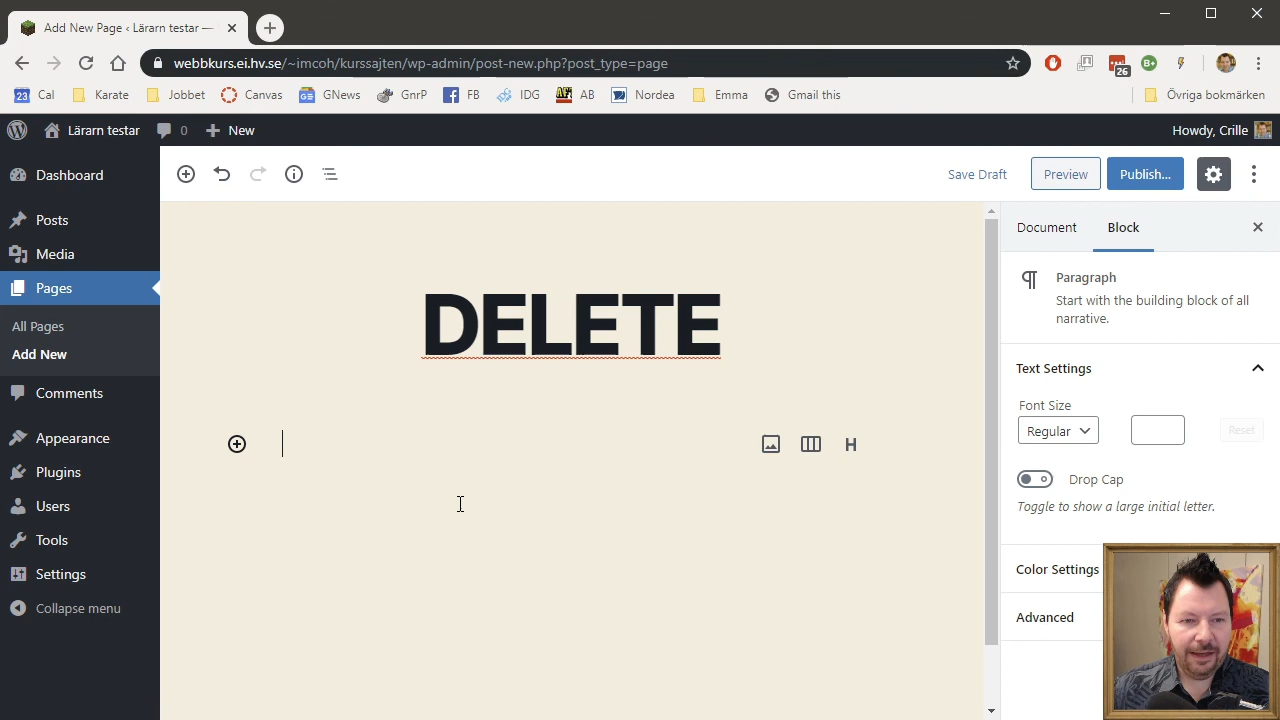 Add New Page ‹ Lärarn testar —
webbkurs.ei.hv.se/~imcoh/kurssajten/wp-admin/post-new.php?post_type=page
26
23 Cal Karate Jobbet Canvas GNews GnrP FB IDG AB Nordea Emma Gmail this Övriga bokmärken
Lärarn testar 0 New Howdy, Crille
Dashboard
Posts
Media
Pages
All Pages
Add New
Comments
Appearance
Plugins
Users
Tools
Settings
Collapse menu
Save Draft Preview Publish...
DELETE
H
Document Block
Paragraph
Start with the building block of all
narrative.
Text Settings
Font Size
Regular Reset
Drop Cap
Toggle to show a large initial letter.
Color Settings
Advanced